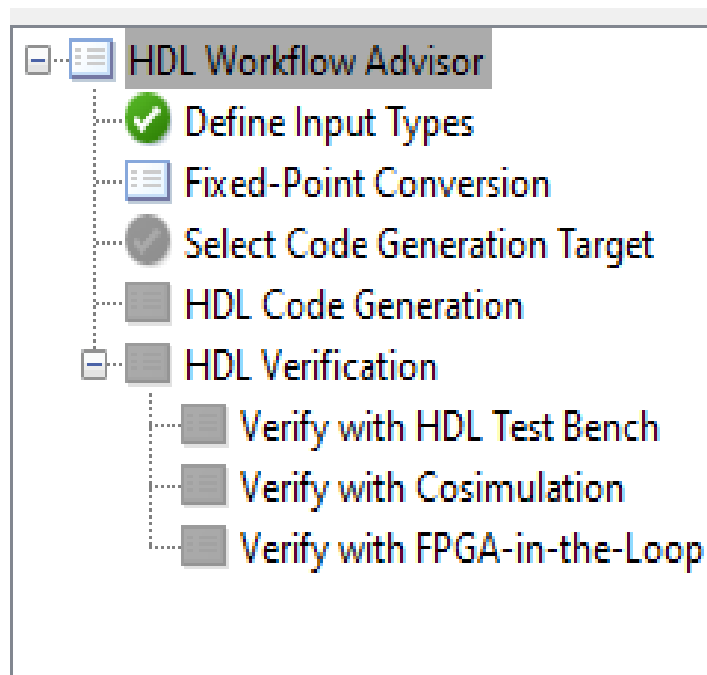 HDL Workflow Advisor
Define Input Types
Fixed-Point Conversion
Select Code Generation Target
HDL Code Generation
HDL Verification
Verify with HDL Test Bench
Verify with Cosimulation
Verify with FPGA-in-the-Loop